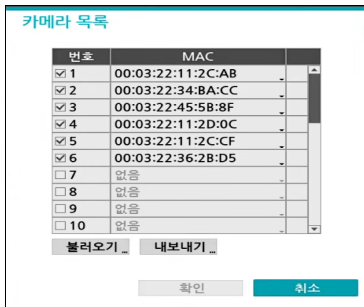 카메라 목록
번호 MAC
1 00:03:22:11:2C:AB
2 00:03:22:34:BA:CC
3 00:03:22:45:5B:8F
4 00:03:22:11:2D:0C
5 00:03:22:11:2C:CF
6 00:03:22:36:2B:D5
7 없음
8 없음
9 없음
10 없음
불러오기... 내보내기...
확인 취소